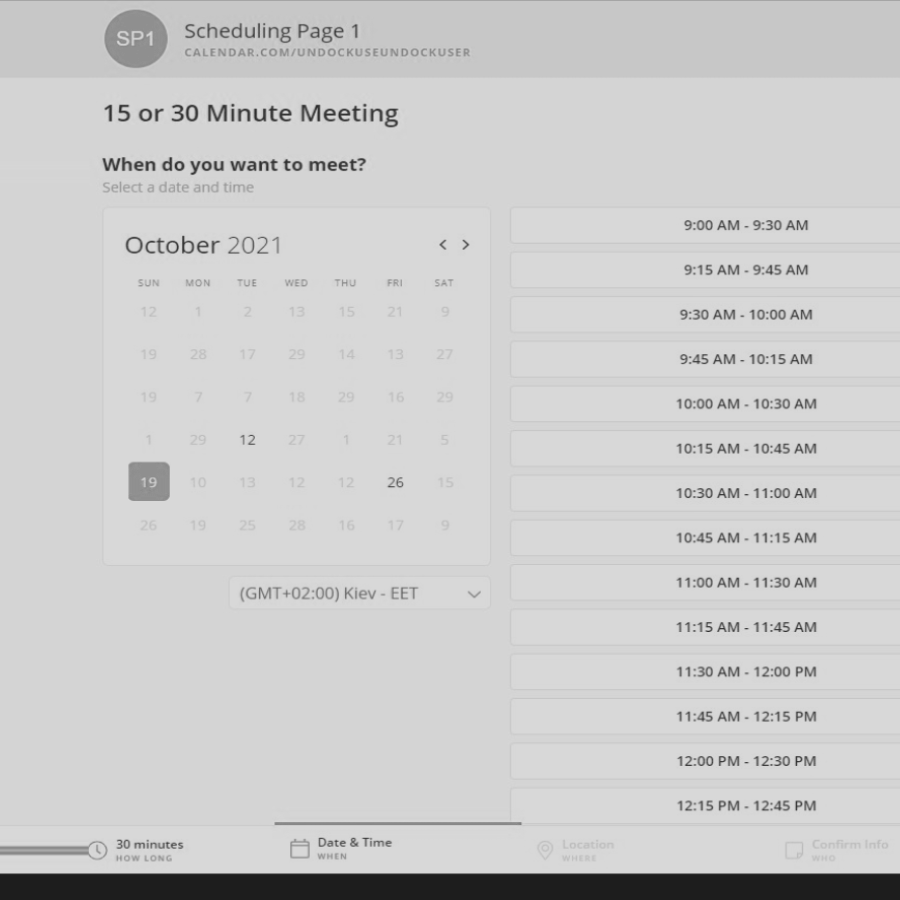 SP1
Scheduling Page 1
CALENDAR.COM/UNDOCKUSEUNDOCKUSER
15 or 30 Minute Meeting
When do you want to meet?
Select a date and time
October 2021
< >
SUN MON TUE WED THU FRI SAT
12 1 2 13 15 21 9
19 28 17 29 14 13 27
19 7 7 18 29 16 29
1 29 12 27 1 21 5
19 10 13 12 12 26 15
26 19 25 28 16 17 9
(GMT+02:00) Kiev - EET
9:00 AM - 9:30 AM
9:15 AM - 9:45 AM
9:30 AM - 10:00 AM
9:45 AM - 10:15 AM
10:00 AM - 10:30 AM
10:15 AM - 10:45 AM
10:30 AM - 11:00 AM
10:45 AM - 11:15 AM
11:00 AM - 11:30 AM
11:15 AM - 11:45 AM
11:30 AM - 12:00 PM
11:45 AM - 12:15 PM
12:00 PM - 12:30 PM
12:15 PM - 12:45 PM
30 minutes
HOW LONG
Date & Time
WHEN
Location
WHERE
Confirm Info
WHO